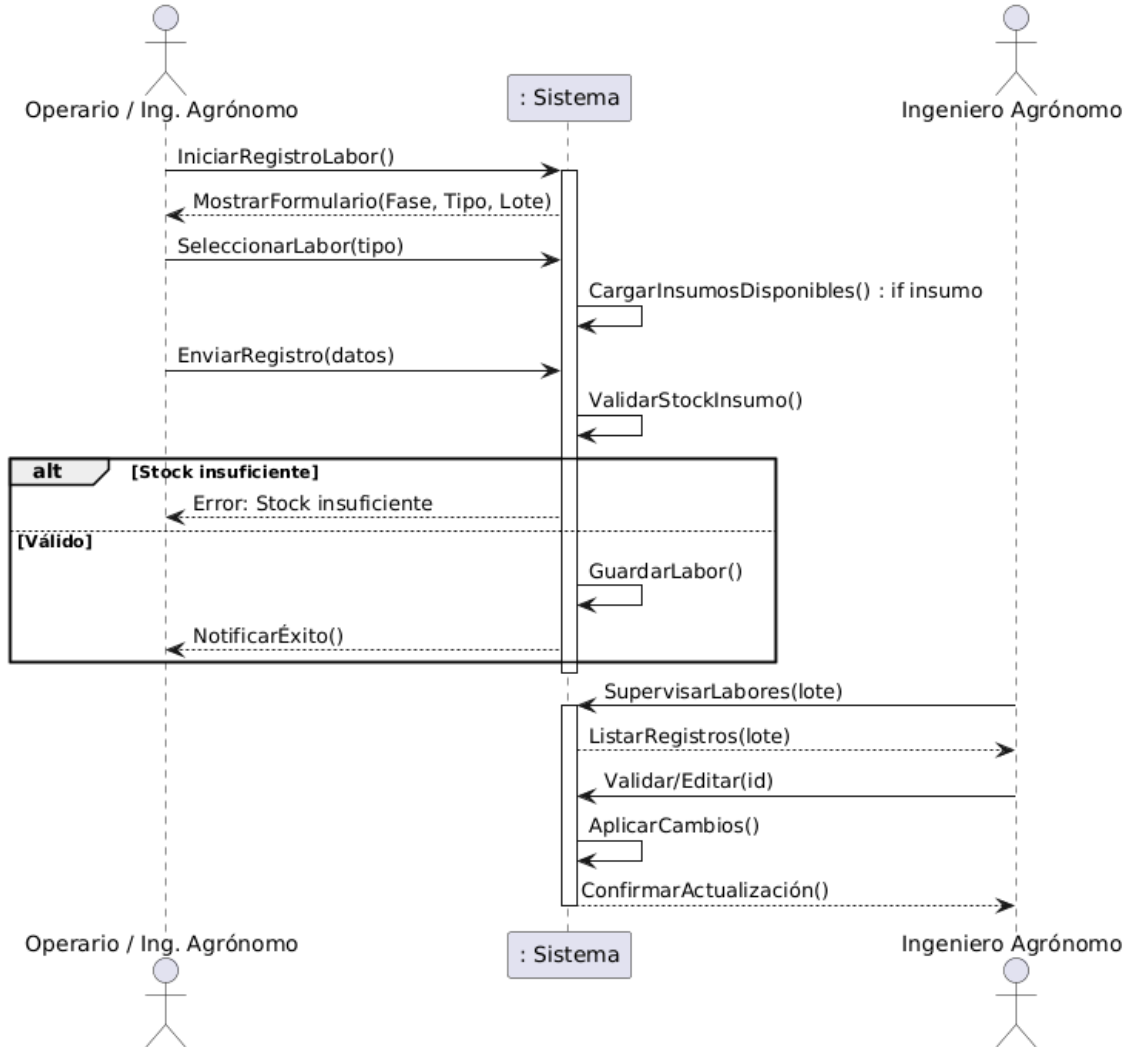 Operario / Ing. Agrónomo
: Sistema
Ingeniero Agrónomo
IniciarRegistroLabor()
MostrarFormulario(Fase, Tipo, Lote)
SeleccionarLabor(tipo)
CargarInsumosDisponibles() : if insumo
EnviarRegistro(datos)
ValidarStockInsumo()
alt [Stock insuficiente]
Error: Stock insuficiente
[Válido]
GuardarLabor()
NotificarÉxito()
SupervisarLabores(lote)
ListarRegistros(lote)
Validar/Editar(id)
AplicarCambios()
ConfirmarActualización()
Operario / Ing. Agrónomo
: Sistema
Ingeniero Agrónomo